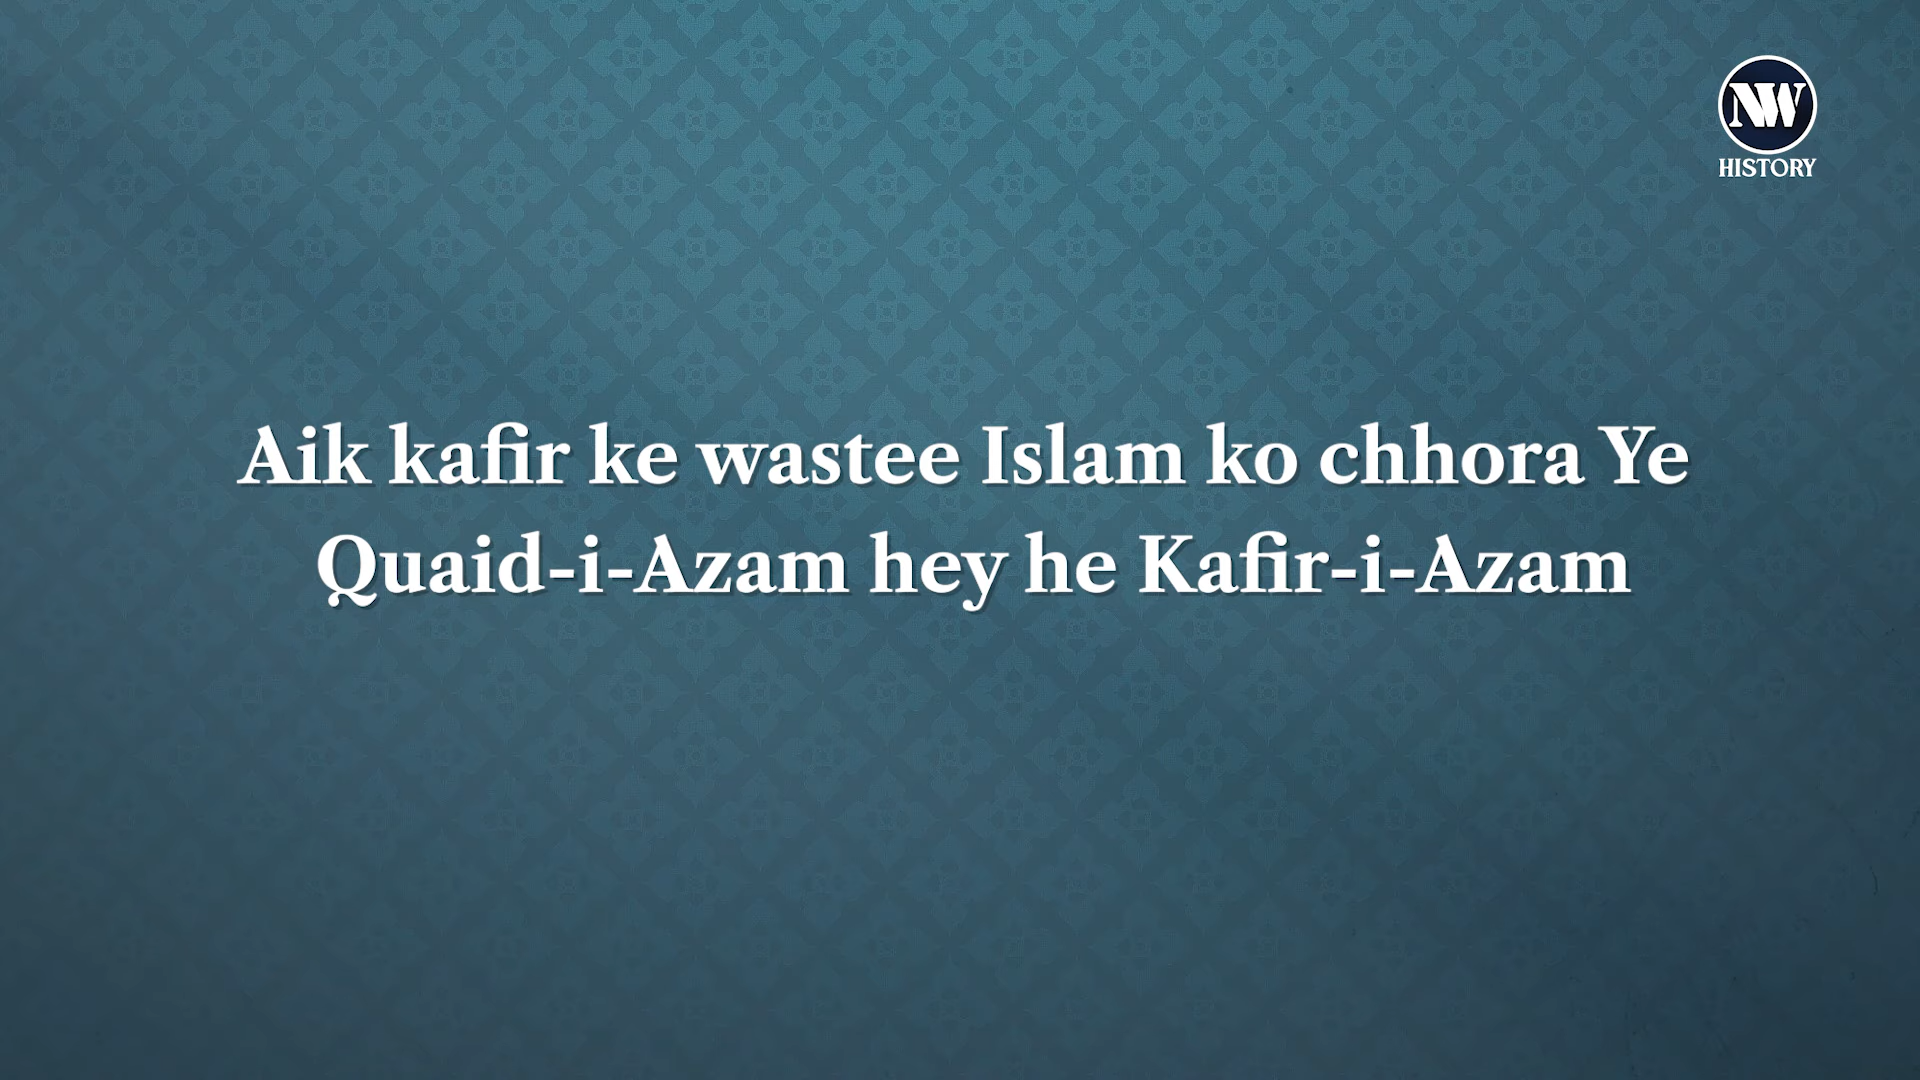 NW
HISTORY
Aik kafir ke wastee Islam ko chhora Ye
Quaid-i-Azam hey he Kafir-i-Azam